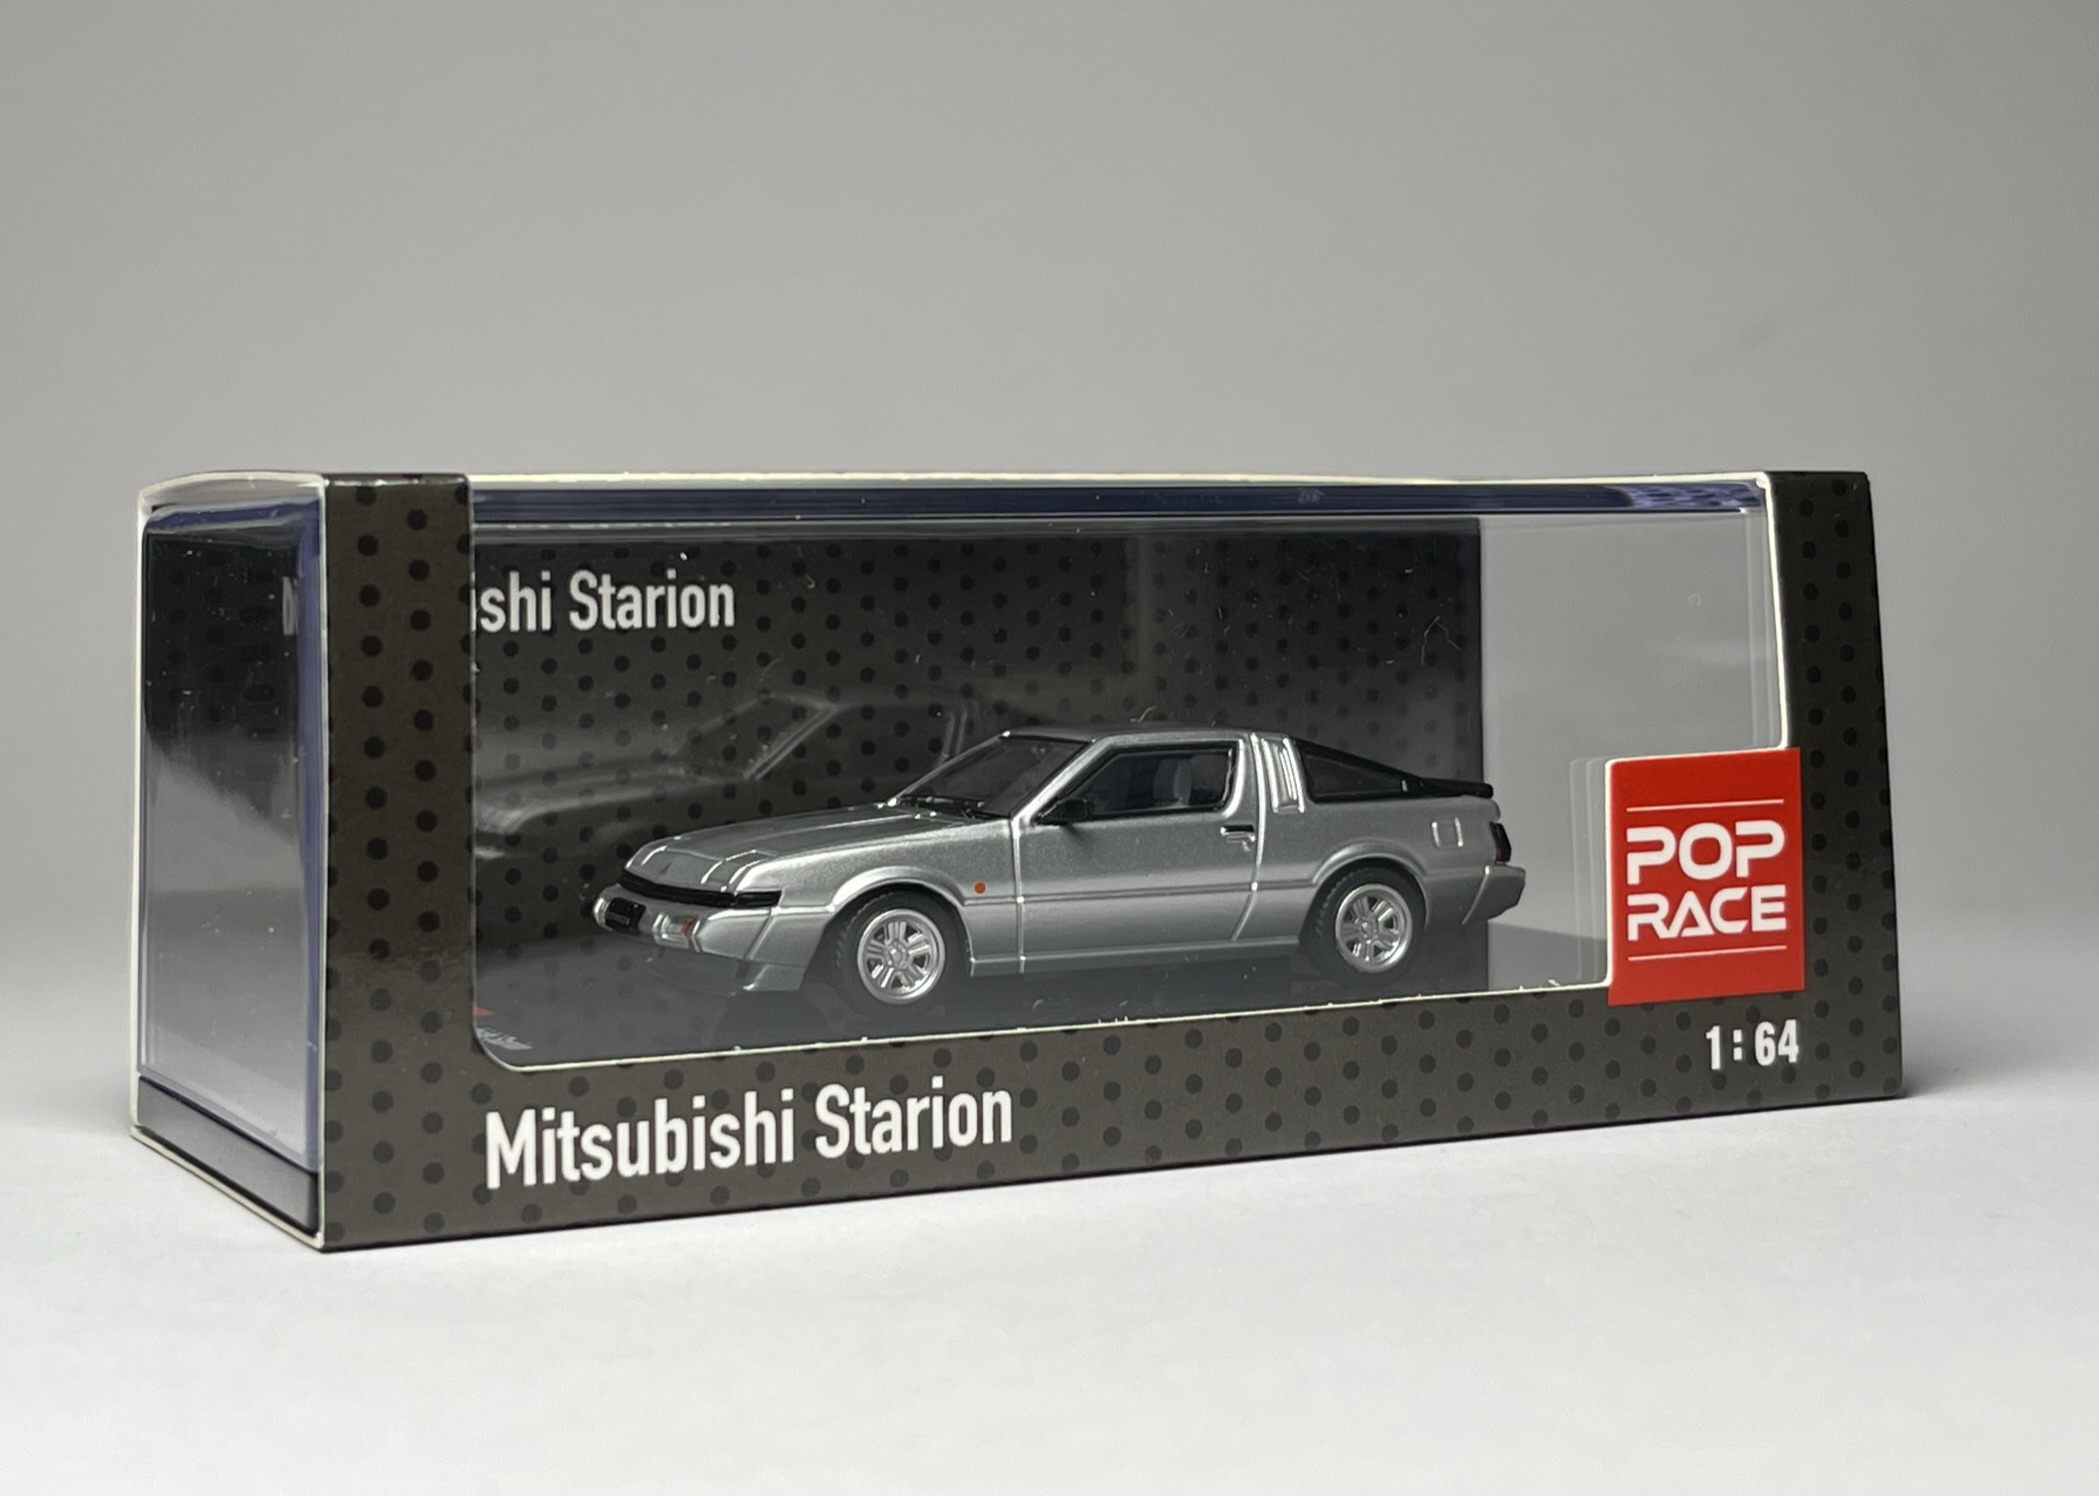 shi Starion
POP
RACE
1:64
Mitsubishi Starion